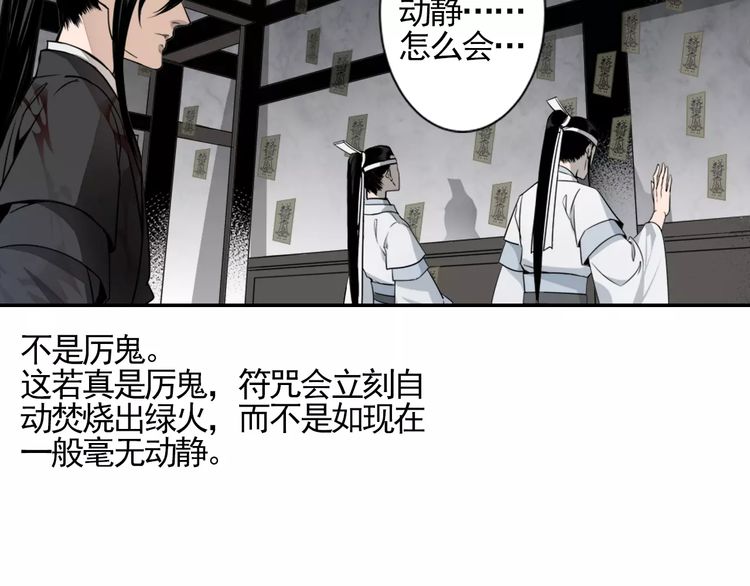 动静……
怎么会…
不是厉鬼。
这若真是厉鬼，符咒会立刻自
动焚烧出绿火，而不是如现在
一般毫无动静。